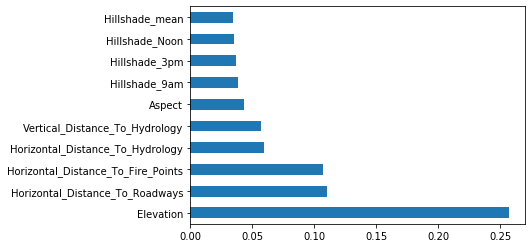 Hillshade_mean
Hillshade_Noon
Hillshade_3pm
Hillshade_9am
Aspect
Vertical_Distance_To_Hydrology
Horizontal_Distance_To_Hydrology
Horizontal_Distance_To_Fire_Points
Horizontal_Distance_To_Roadways
Elevation
0.00 0.05 0.10 0.15 0.20 0.25